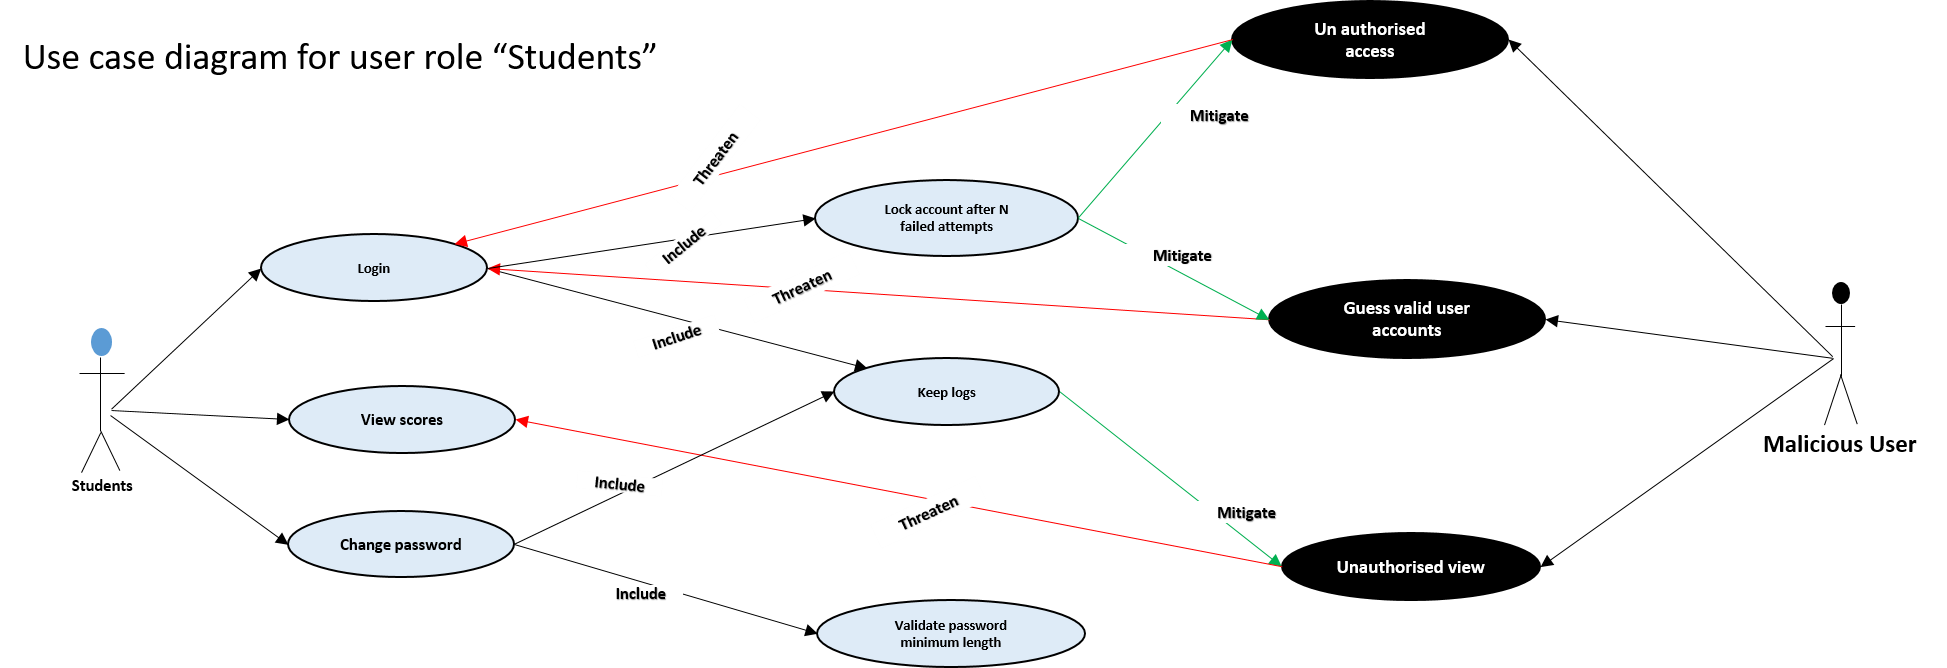 Use case diagram for user role “Students”
Un authorised
access
Mitigate
Threaten
Lock account after N
failed attempts
Include
Login
Mitigate
Threaten
Guess valid user
accounts
Include
Keep logs
View scores
Malicious User
Students
Include
Threaten
Mitigate
Change password
Unauthorised view
Include
Validate password
minimum length